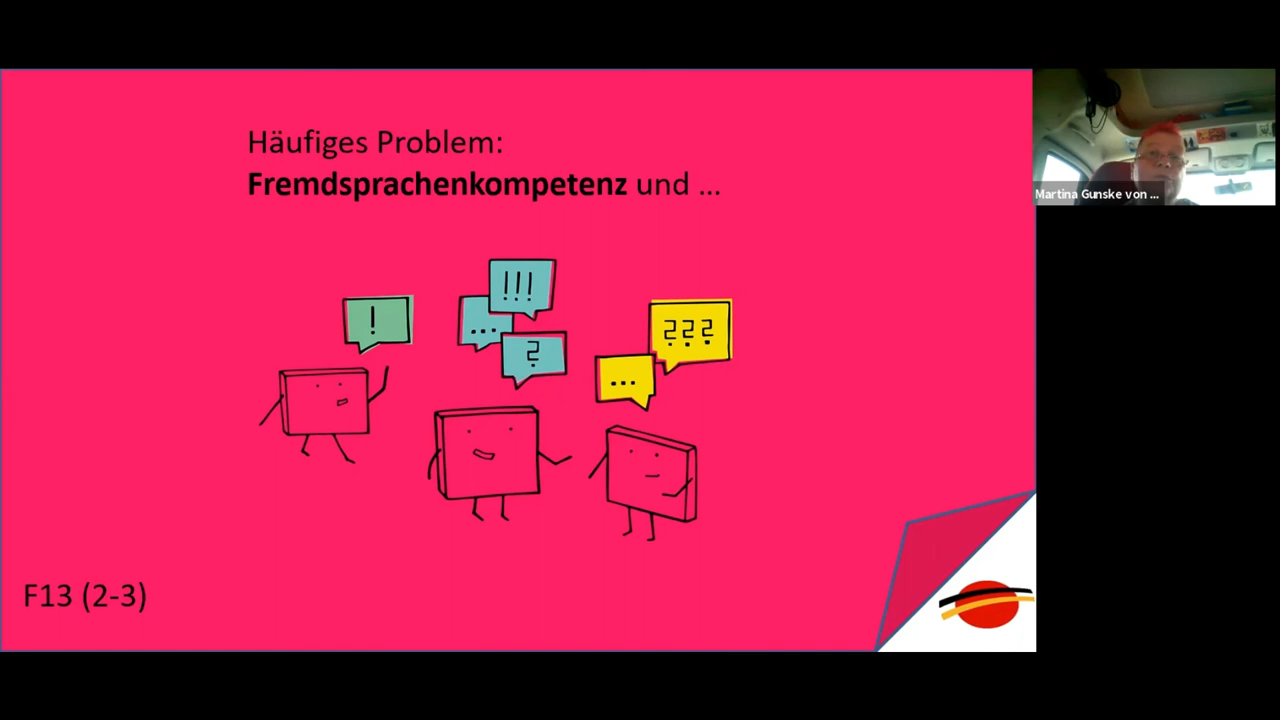 Häufiges Problem:
Fremdsprachenkompetenz und ...
!
!!!
...
?
???
...
F13 (2-3)
Martina Gunske von ...